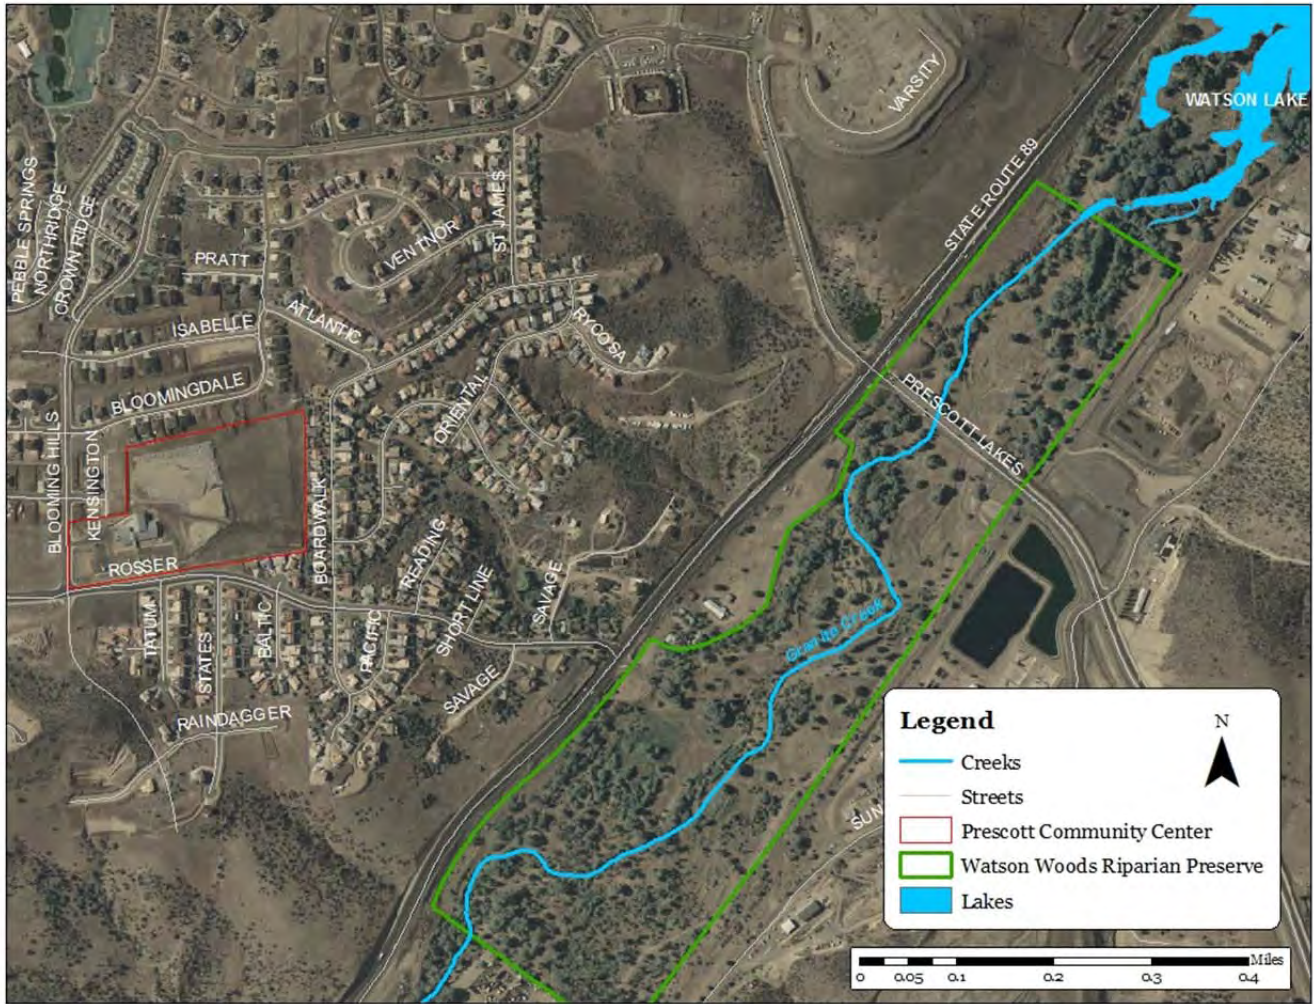 VARSITY
WATSON LAKE
STATE ROUTE 89
PEBBLE SPRINGS
NORTHRIDGE
CROWN RIDGE
PRATT
VENTNOR
ST JAMES
ISABELLE
ATLANTIC
RYCOSA
BLOOMINGDALE
ORIENTAL
PRESCOTT LAKES
BLOOMING HILLS
KENSINGTON
BOARDWALK
ROSSER
READING
SHORT LINE
SAVAGE
TATUM
STATES
BALTIC
PACIFIC
SAVAGE
RAINDAGGER
Granite Creek
SUN
Legend
N
Creeks
Streets
Prescott Community Center
Watson Woods Riparian Preserve
Lakes
Miles
0 0.05 0.1 0.2 0.3 0.4